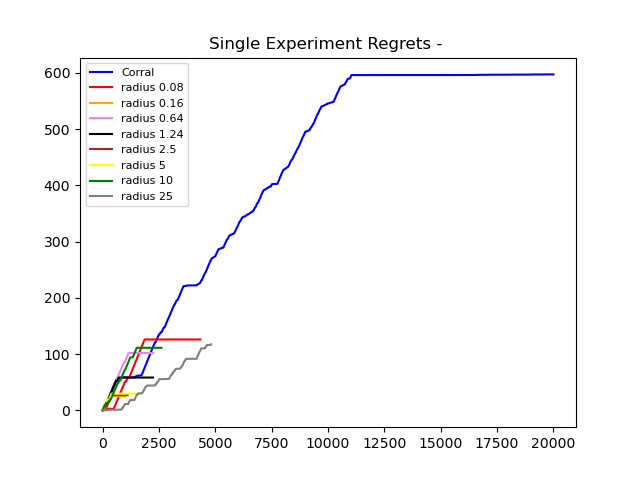 Single Experiment Regrets -
600
500
400
300
200
100
0
Corral
radius 0.08
radius 0.16
radius 0.64
radius 1.24
radius 2.5
radius 5
radius 10
radius 25
0 2500 5000 7500 10000 12500 15000 17500 20000